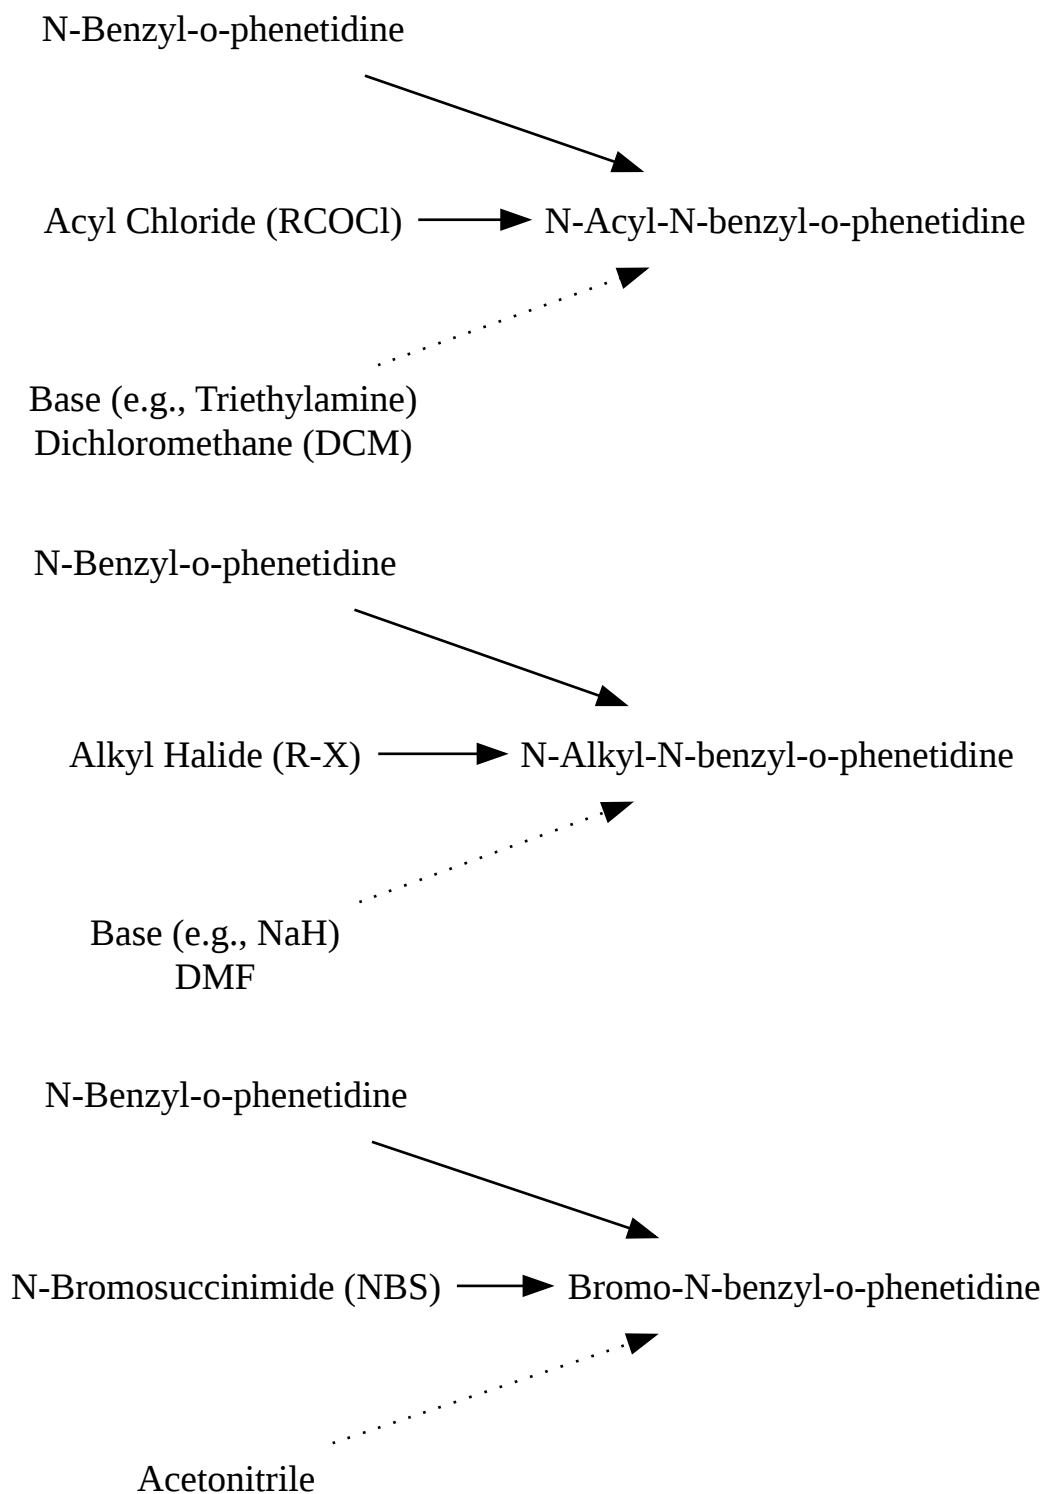 N-Benzyl-o-phenetidine
Acyl Chloride (RCOCl)
N-Acyl-N-benzyl-o-phenetidine
Base (e.g., Triethylamine)
Dichloromethane (DCM)
N-Benzyl-o-phenetidine
Alkyl Halide (R-X)
N-Alkyl-N-benzyl-o-phenetidine
Base (e.g., NaH)
DMF
N-Benzyl-o-phenetidine
N-Bromosuccinimide (NBS)
Bromo-N-benzyl-o-phenetidine
Acetonitrile